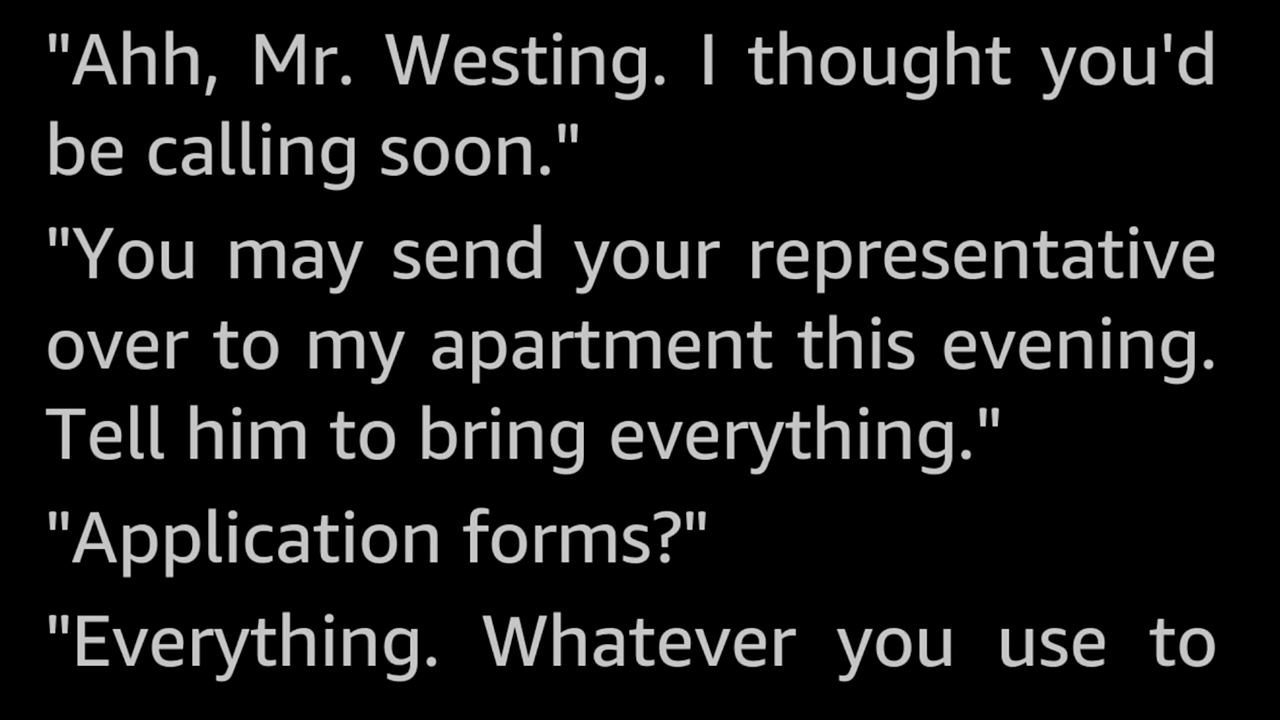 "Ahh, Mr. Westing. I thought you'd
be calling soon."
"You may send your representative
over to my apartment this evening.
Tell him to bring everything."
"Application forms?"
"Everything. Whatever you use to